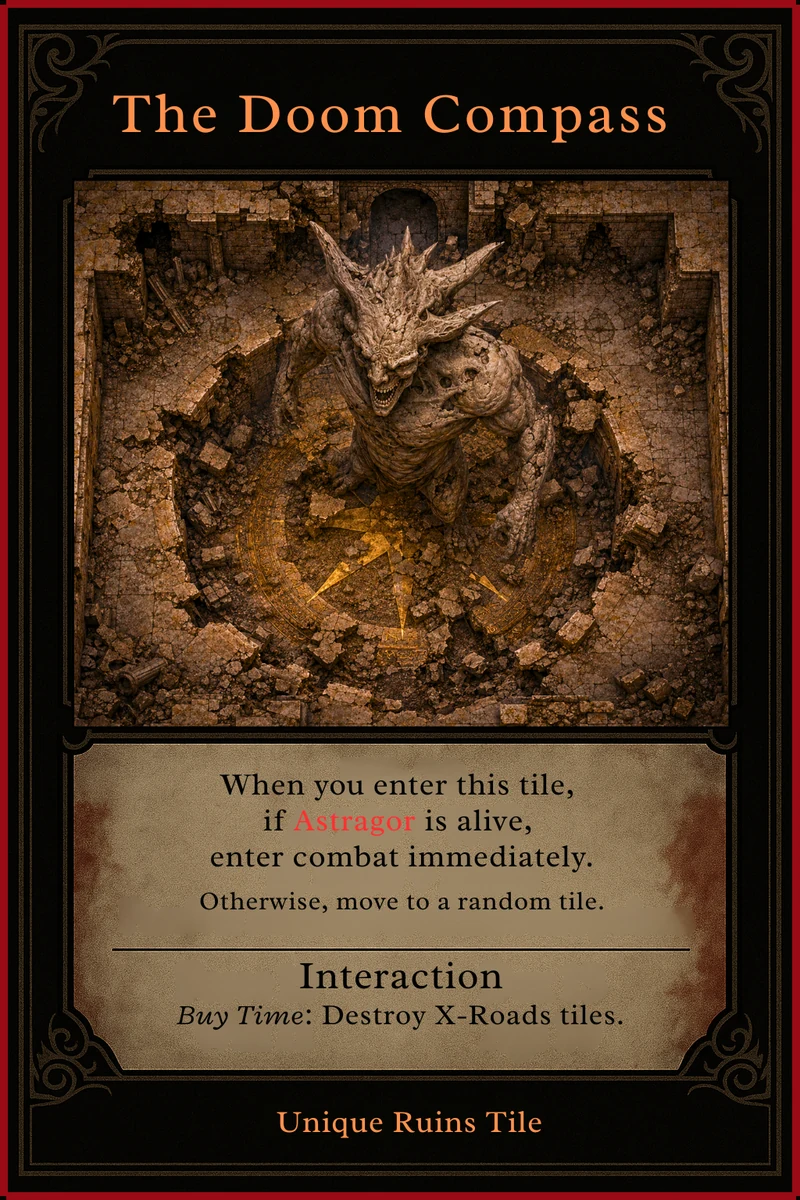 The Doom Compass
When you enter this tile,
if Astragor is alive,
enter combat immediately.
Otherwise, move to a random tile.
Interaction
Buy Time: Destroy X-Roads tiles.
Unique Ruins Tile